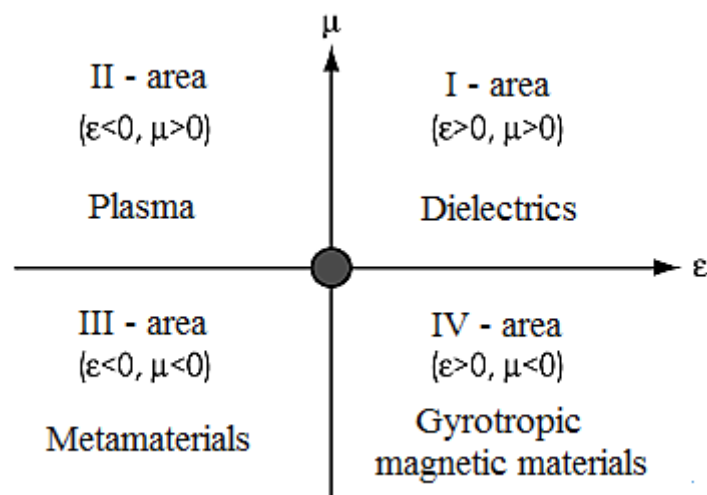 μ
II - area
(ε<0, μ>0)
Plasma
I - area
(ε>0, μ>0)
Dielectrics
ε
III - area
(ε<0, μ<0)
Metamaterials
IV - area
(ε>0, μ<0)
Gyrotropic
magnetic materials